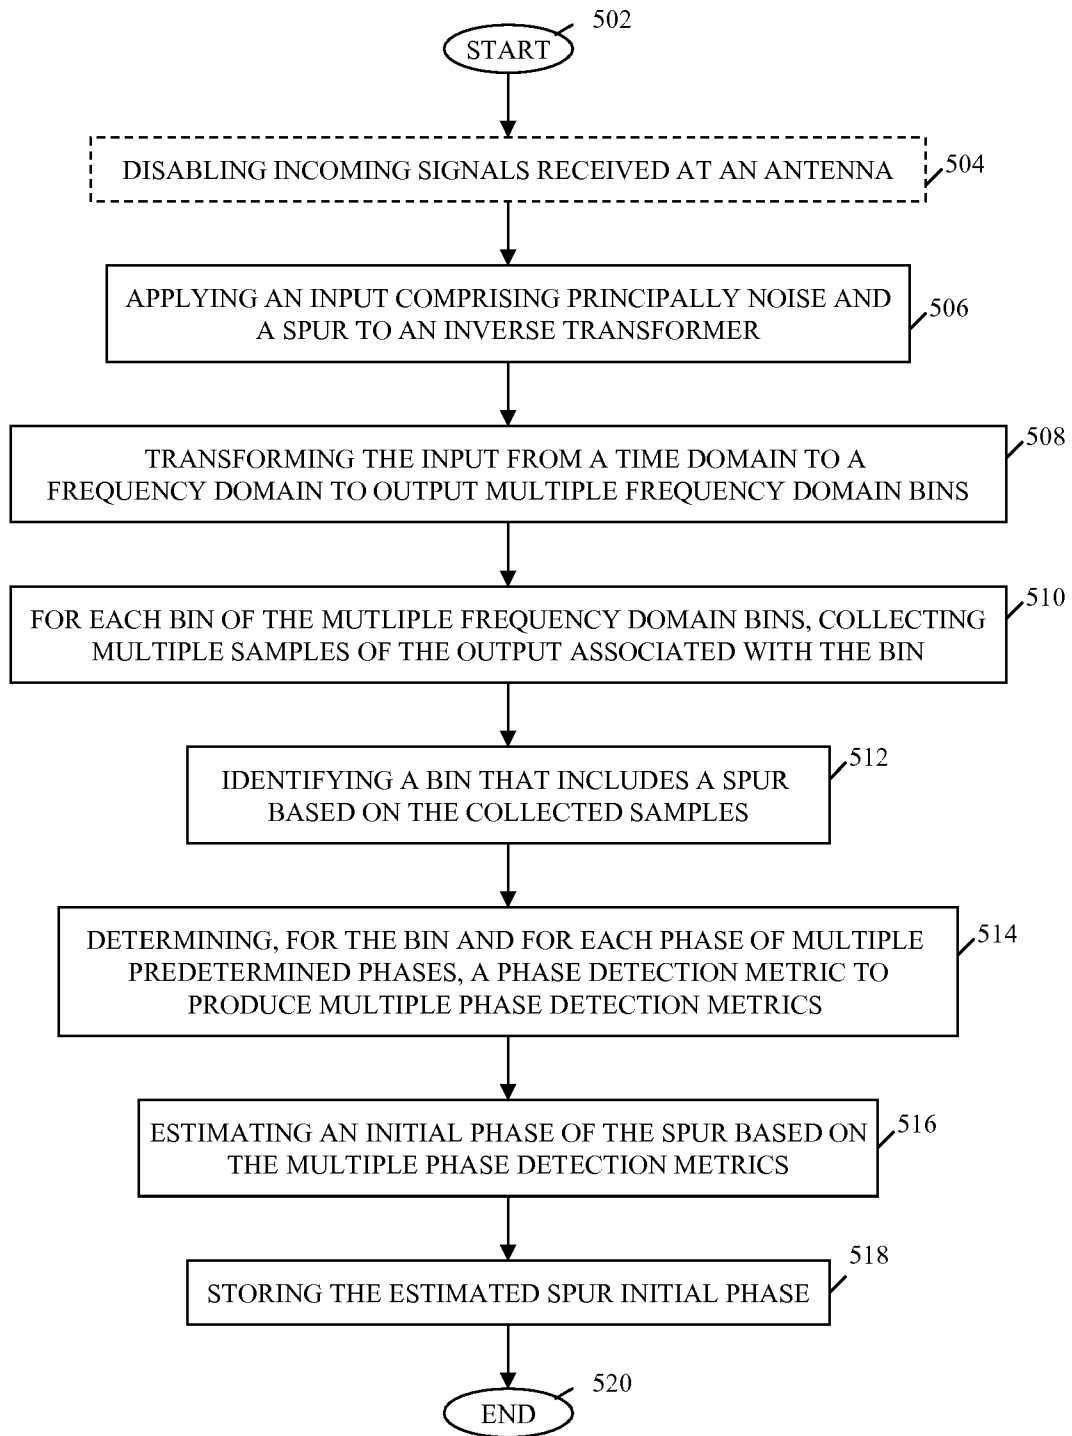 502
START
DISABLING INCOMING SIGNALS RECEIVED AT AN ANTENNA
504
APPLYING AN INPUT COMPRISING PRINCIPALLY NOISE AND
A SPUR TO AN INVERSE TRANSFORMER
506
TRANSFORMING THE INPUT FROM A TIME DOMAIN TO A
FREQUENCY DOMAIN TO OUTPUT MULTIPLE FREQUENCY DOMAIN BINS
508
FOR EACH BIN OF THE MUTLIPLE FREQUENCY DOMAIN BINS, COLLECTING
MULTIPLE SAMPLES OF THE OUTPUT ASSOCIATED WITH THE BIN
510
IDENTIFYING A BIN THAT INCLUDES A SPUR
BASED ON THE COLLECTED SAMPLES
512
DETERMINING, FOR THE BIN AND FOR EACH PHASE OF MULTIPLE
PREDETERMINED PHASES, A PHASE DETECTION METRIC TO
PRODUCE MULTIPLE PHASE DETECTION METRICS
514
ESTIMATING AN INITIAL PHASE OF THE SPUR BASED ON
THE MULTIPLE PHASE DETECTION METRICS
516
STORING THE ESTIMATED SPUR INITIAL PHASE
518
520
END